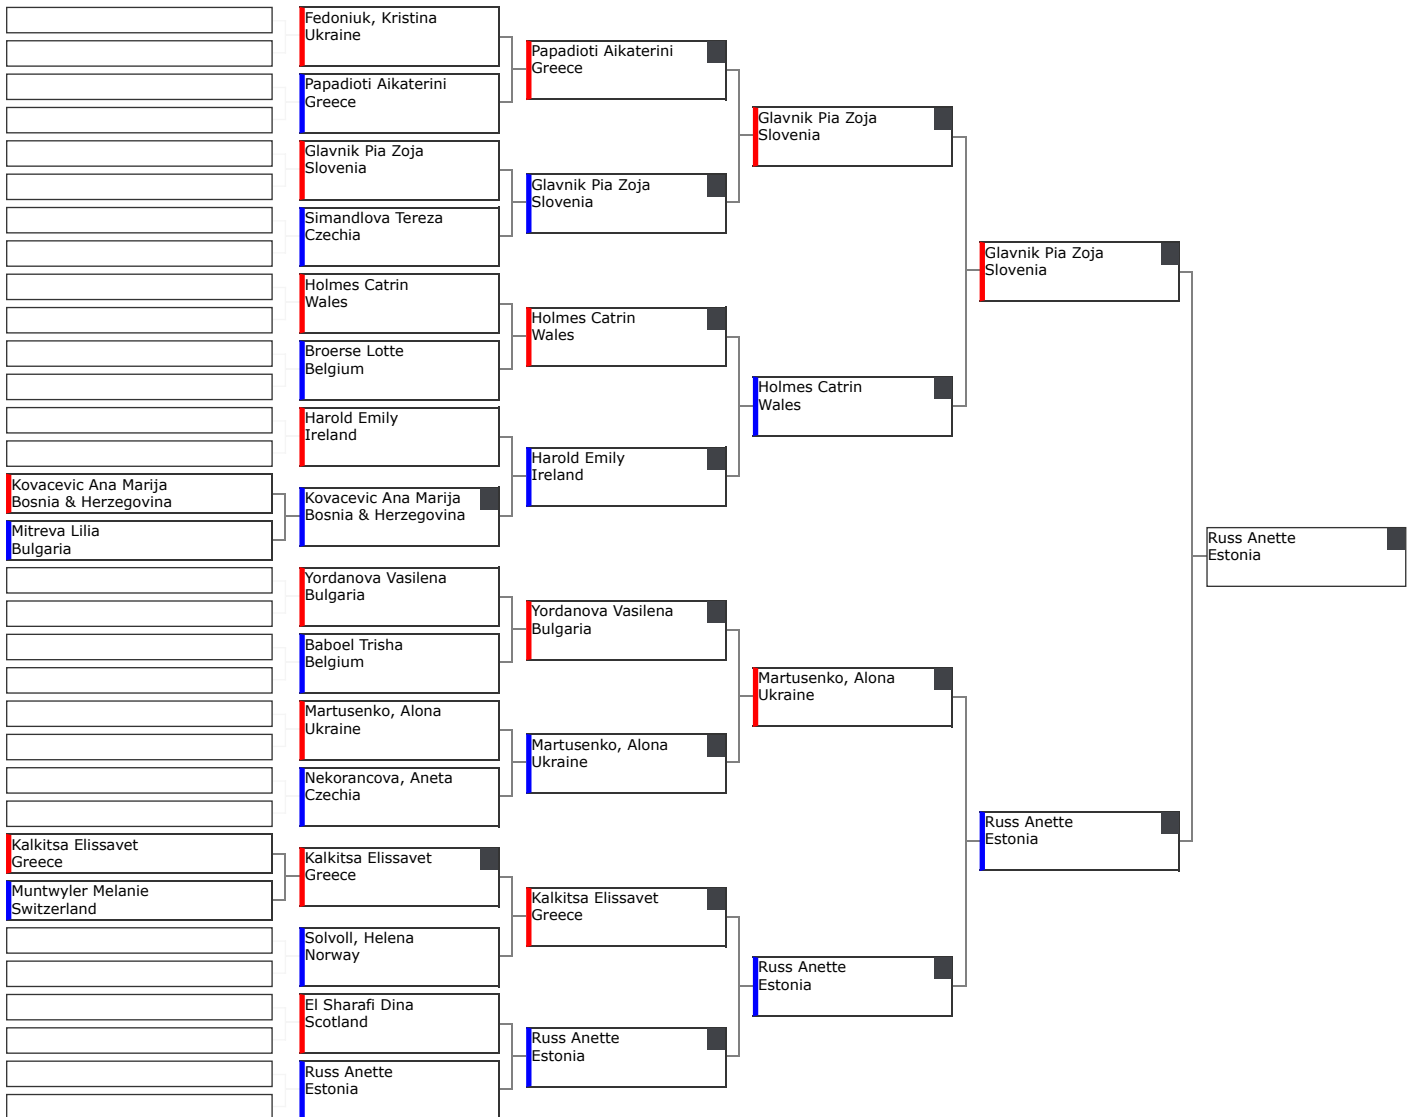 Fedoniuk, Kristina
Ukraine
Papadioti Aikaterini
Greece
Glavnik Pia Zoja
Slovenia
Simandlova Tereza
Czechia
Holmes Catrin
Wales
Broerse Lotte
Belgium
Harold Emily
Ireland
Kovacevic Ana Marija
Bosnia & Herzegovina
Mitreva Lilia
Bulgaria
Kovacevic Ana Marija
Bosnia & Herzegovina
Yordanova Vasilena
Bulgaria
Baboel Trisha
Belgium
Martusenko, Alona
Ukraine
Nekorancova, Aneta
Czechia
Kalkitsa Elissavet
Greece
Muntwyler Melanie
Switzerland
Kalkitsa Elissavet
Greece
Solvoll, Helena
Norway
El Sharafi Dina
Scotland
Russ Anette
Estonia
Papadioti Aikaterini
Greece
Glavnik Pia Zoja
Slovenia
Holmes Catrin
Wales
Harold Emily
Ireland
Yordanova Vasilena
Bulgaria
Martusenko, Alona
Ukraine
Kalkitsa Elissavet
Greece
Russ Anette
Estonia
Glavnik Pia Zoja
Slovenia
Holmes Catrin
Wales
Martusenko, Alona
Ukraine
Russ Anette
Estonia
Glavnik Pia Zoja
Slovenia
Russ Anette
Estonia
Russ Anette
Estonia